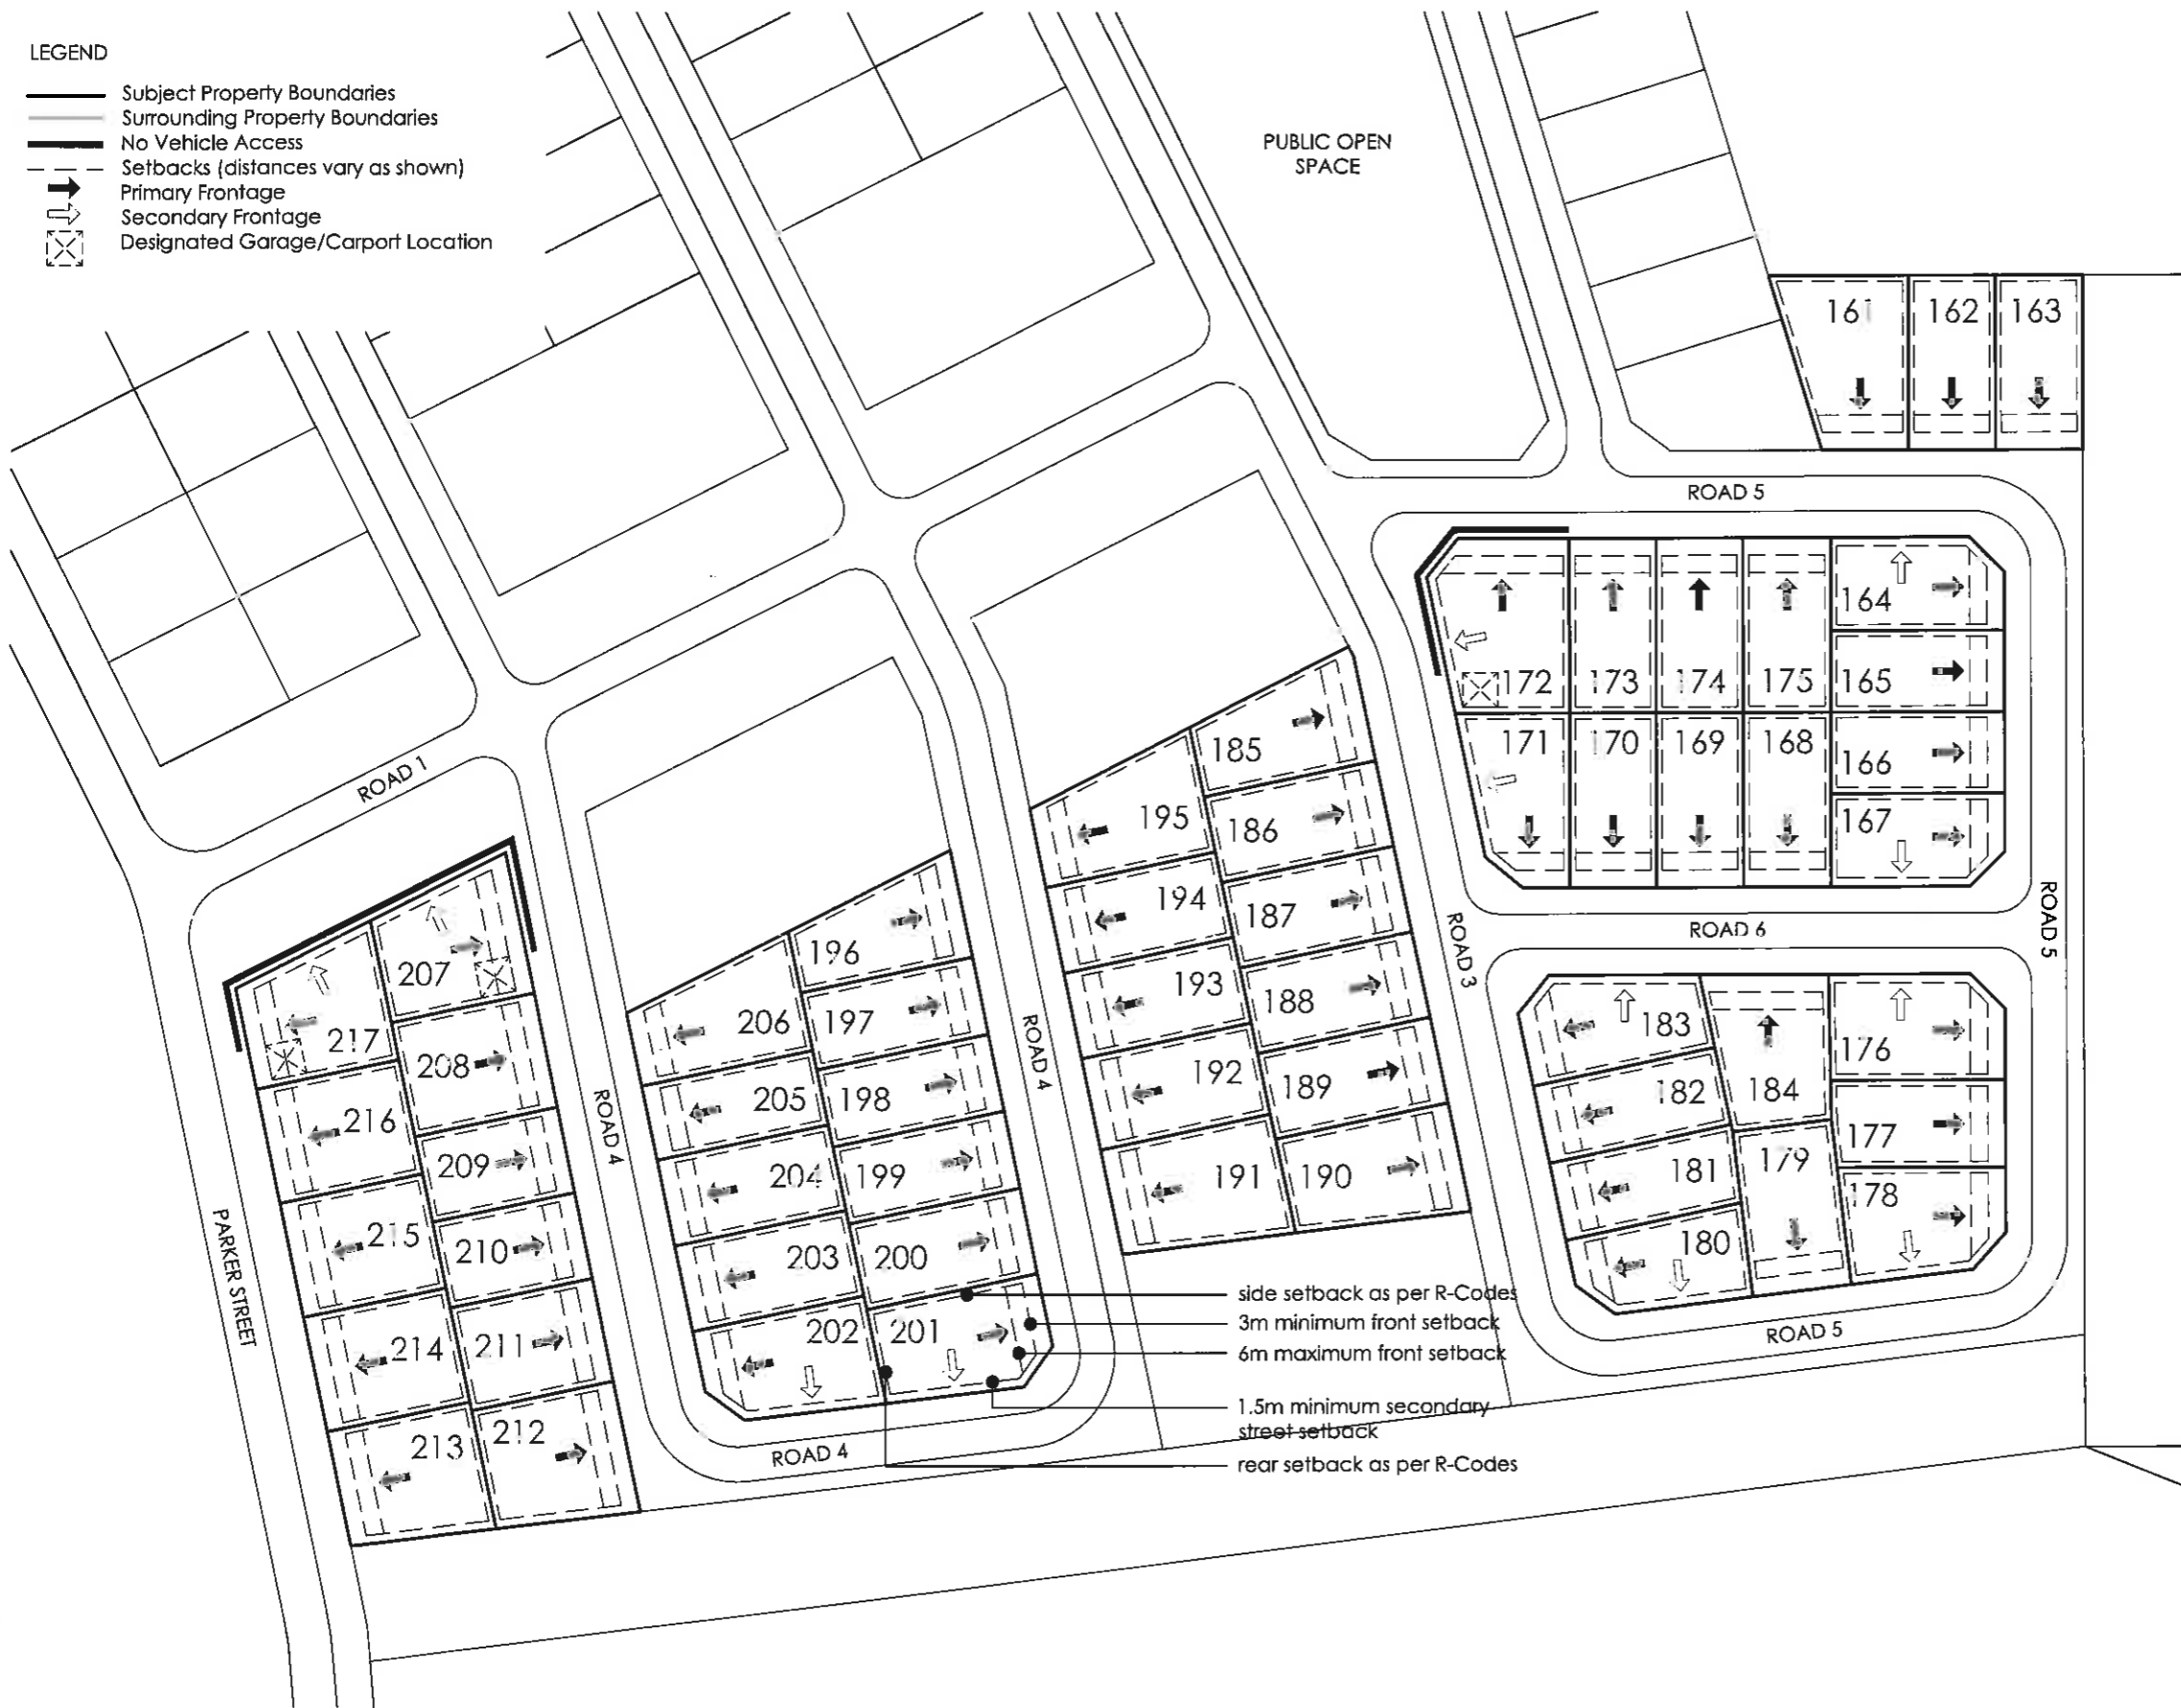 LEGEND
Subject Property Boundaries
Surrounding Property Boundaries
No Vehicle Access
Setbacks (distances vary as shown)
Primary Frontage
Secondary Frontage
Designated Garage/Carport Location
PUBLIC OPEN
SPACE
161
162
163
ROAD 5
164
172
173
174
175
165
171
170
169
168
166
167
ROAD 5
ROAD 6
ROAD 3
183
176
182
184
177
181
179
178
180
ROAD 5
185
195
186
194
187
193
188
192
189
191
190
ROAD 4
196
206
197
205
198
204
199
203
200
202
201
side setback as per R-Codes
3m minimum front setback
6m maximum front setback
1.5m minimum secondary
street setback
rear setback as per R-Codes
ROAD 4
ROAD 1
207
217
208
216
209
215
210
214
211
213
212
ROAD 4
PARKER STREET